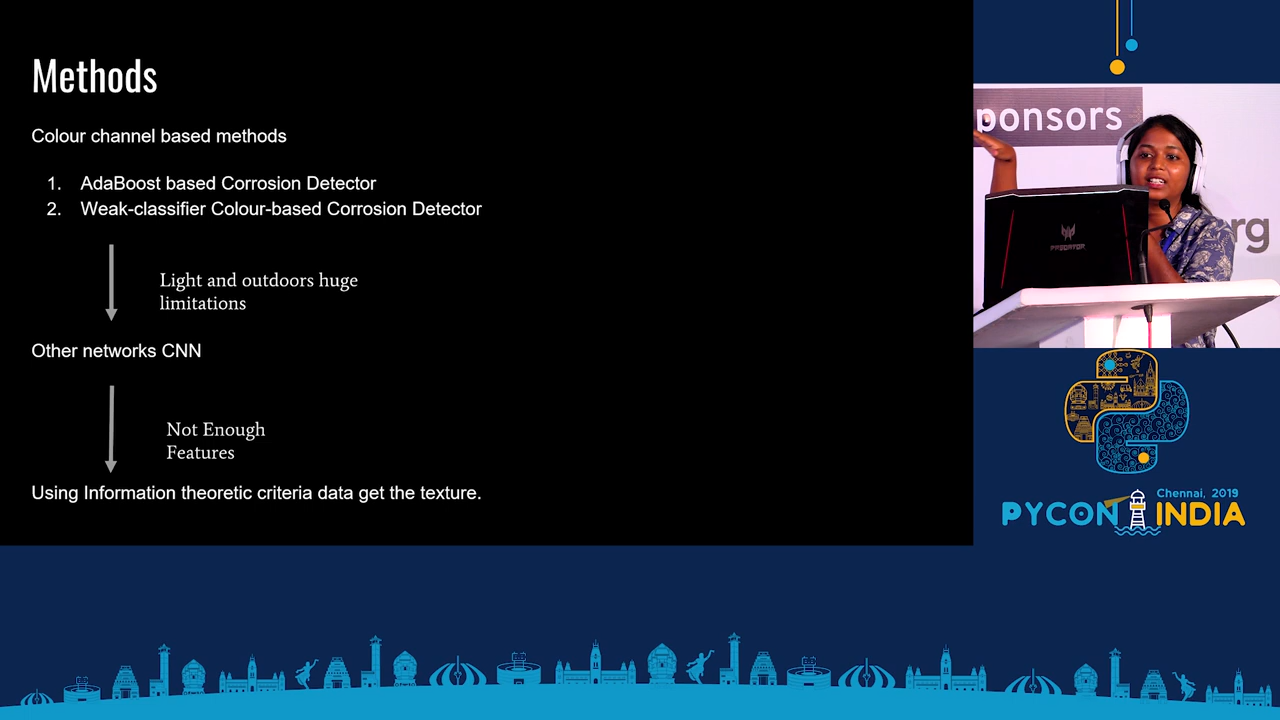 Methods
Colour channel based methods
1. AdaBoost based Corrosion Detector
2. Weak-classifier Colour-based Corrosion Detector
Light and outdoors huge
limitations
Other networks CNN
Not Enough
Features
Using Information theoretic criteria data get the texture.
ponsors
PREDATOR
rg
Chennai, 2019
PYCON INDIA